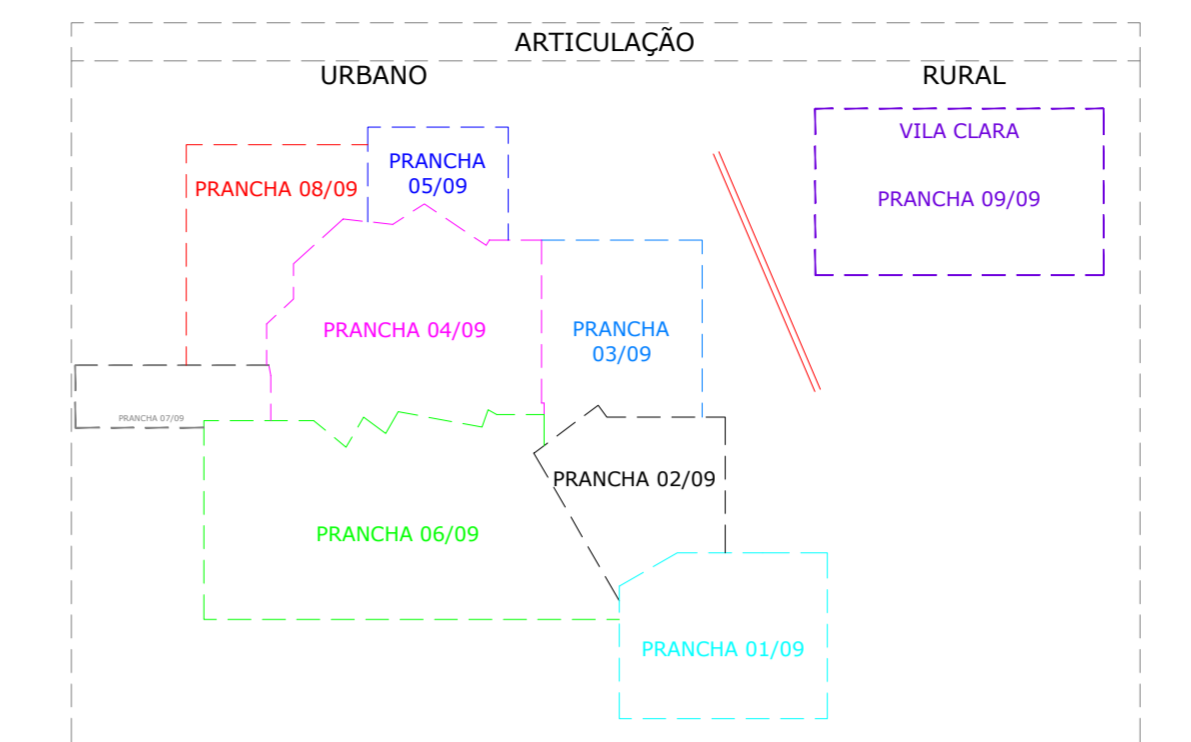 ARTICULAÇÃO
URBANO
RURAL
VILA CLARA
PRANCHA
05/09
PRANCHA 08/09
PRANCHA 09/09
PRANCHA 04/09
PRANCHA
03/09
PRANCHA 07/09
PRANCHA 02/09
PRANCHA 06/09
PRANCHA 01/09